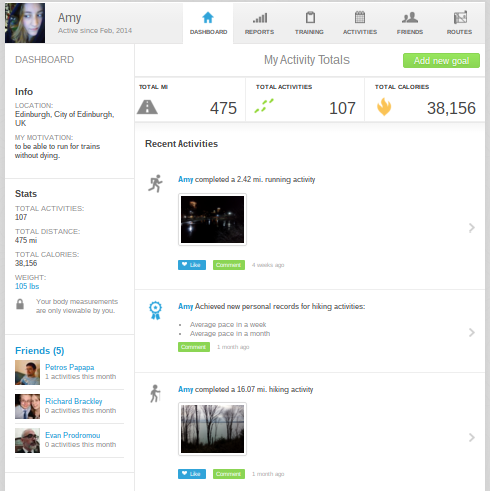 Amy
Active since Feb, 2014
DASHBOARD
REPORTS
TRAINING
ACTIVITIES
FRIENDS
ROUTES
DASHBOARD
Info
LOCATION:
Edinburgh, City of Edinburgh,
UK
MY MOTIVATION:
to be able to run for trains
without dying.
Stats
TOTAL ACTIVITIES:
107
TOTAL DISTANCE:
475 mi
TOTAL CALORIES:
38,156
WEIGHT:
105 lbs
Your body measurements
are only viewable by you.
Friends (5)
Petros Papapa
1 activities this month
Richard Brackley
0 activities this month
Evan Prodromou
0 activities this month
My Activity Totals
Add new goal
TOTAL MI
475
TOTAL ACTIVITIES
107
TOTAL CALORIES
38,156
Recent Activities
Amy completed a 2.42 mi. running activity
Like
Comment
4 weeks ago
Amy Achieved new personal records for hiking activities:
• Average pace in a week
• Average pace in a month
Comment
1 month ago
Amy completed a 16.07 mi. hiking activity
Like
Comment
1 month ago